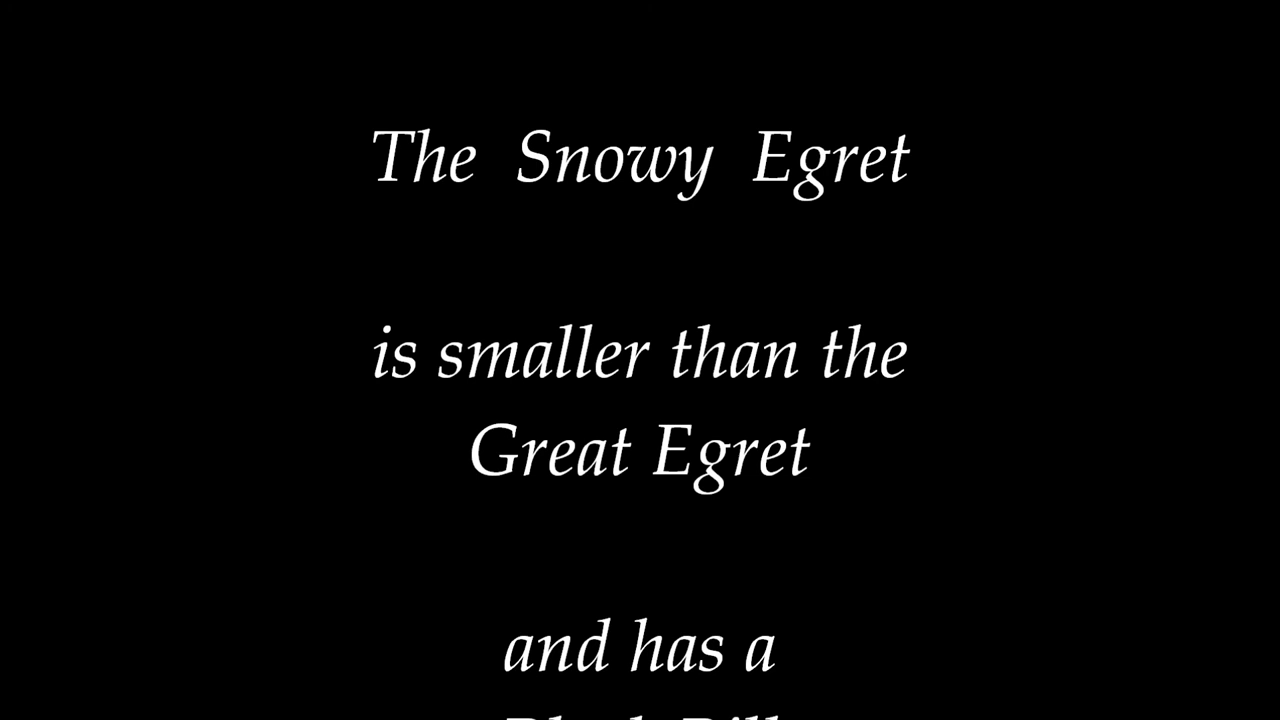 The Snowy Egret
is smaller than the
Great Egret
and has a